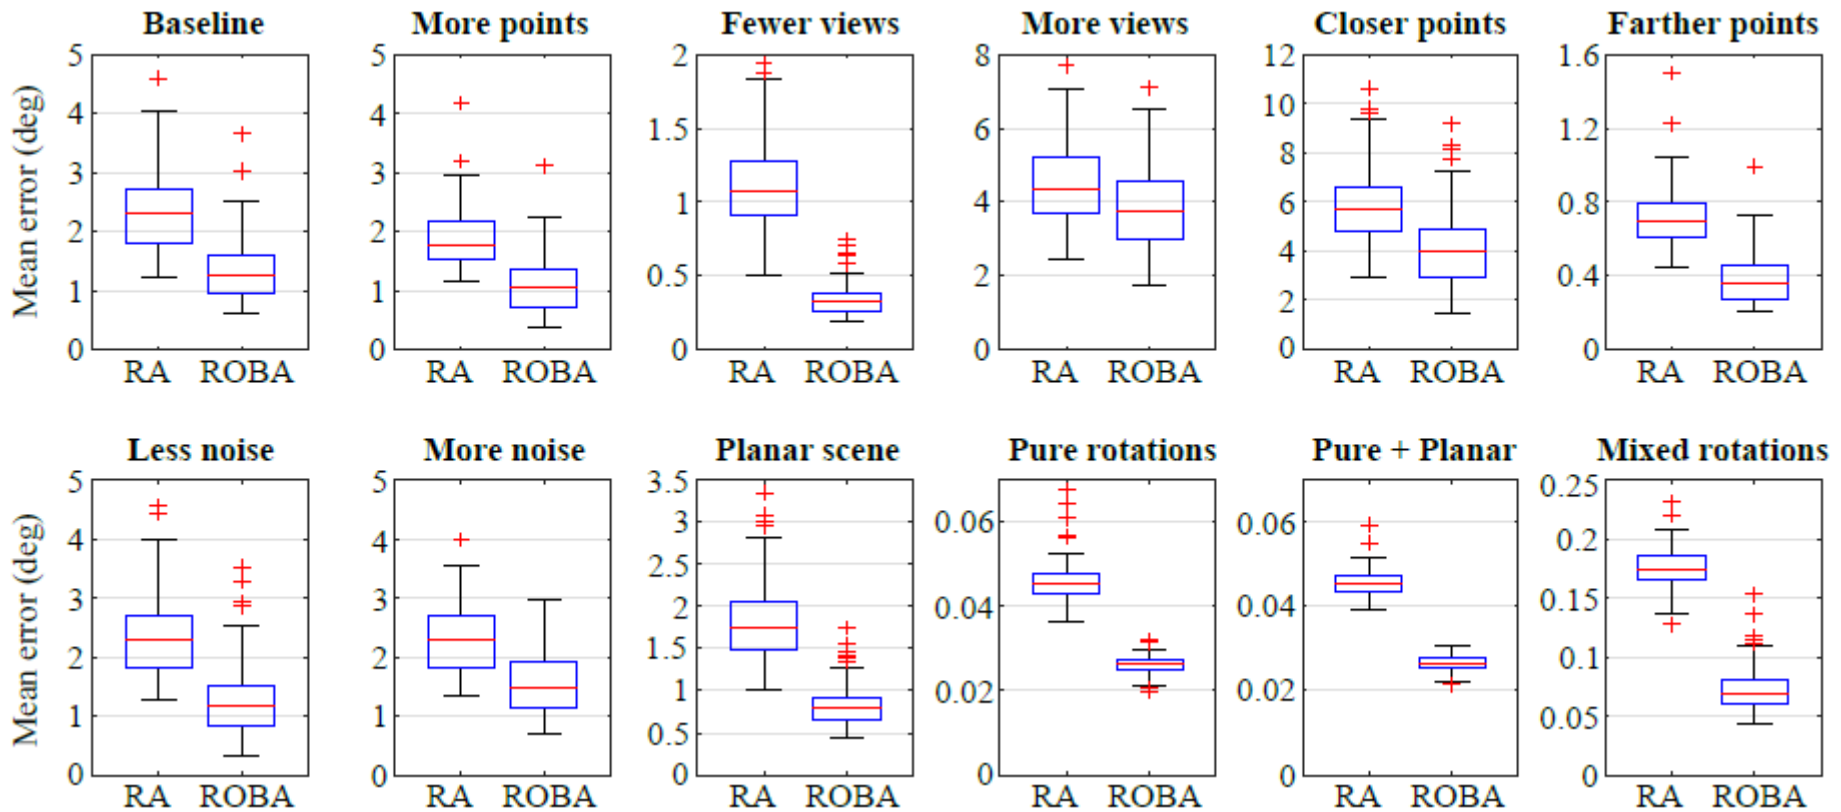 Baseline More points Fewer views More views Closer points Farther points
Mean error (deg)
5 4 3 2 1 0
5 4 3 2 1 0
2 1.5 1 0.5 0
8 6 4 2 0
12 10 8 6 4 2 0
1.6 1.2 0.8 0.4 0
RA ROBA RA ROBA RA ROBA RA ROBA RA ROBA RA ROBA
Less noise More noise Planar scene Pure rotations Pure + Planar Mixed rotations
Mean error (deg)
5 4 3 2 1 0
5 4 3 2 1 0
3.5 3 2.5 2 1.5 1 0.5 0
0.06 0.04 0.02 0
0.06 0.04 0.02 0
0.25 0.2 0.15 0.1 0.05 0
RA ROBA RA ROBA RA ROBA RA ROBA RA ROBA RA ROBA